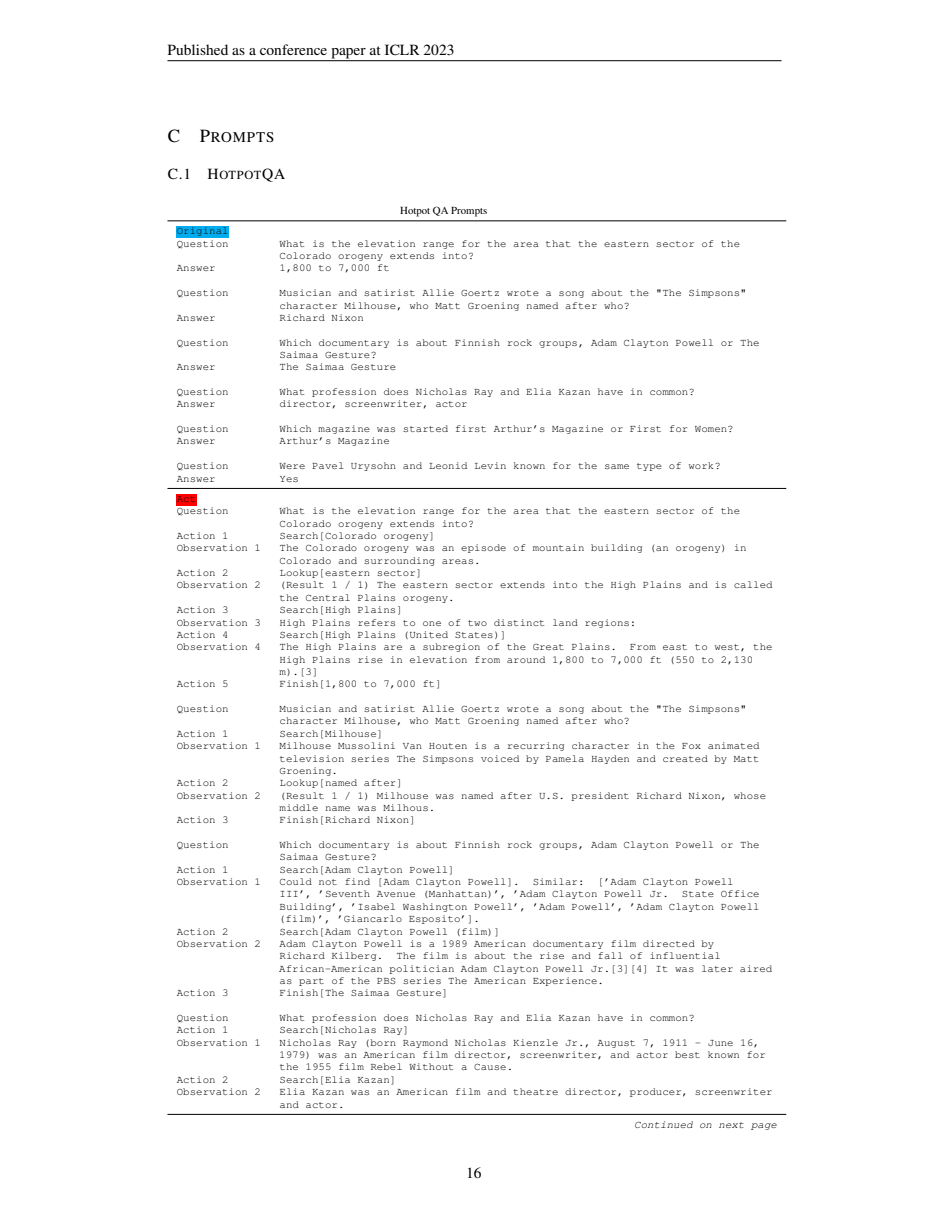 Published as a conference paper at ICLR 2023
C PROMPTS
C.1 HOTPOTQA
Hotpot QA Prompts
Original
Question What is the elevation range for the area that the eastern sector of the
Colorado orogeny extends into?
Answer 1,800 to 7,000 ft
Question Musician and satirist Allie Goertz wrote a song about the "The Simpsons"
character Milhouse, who Matt Groening named after who?
Answer Richard Nixon
Question Which documentary is about Finnish rock groups, Adam Clayton Powell or The
Saimaa Gesture?
Answer The Saimaa Gesture
Question What profession does Nicholas Ray and Elia Kazan have in common?
Answer director, screenwriter, actor
Question Which magazine was started first Arthur’s Magazine or First for Women?
Answer Arthur’s Magazine
Question Were Pavel Urysohn and Leonid Levin known for the same type of work?
Answer Yes
Act
Question What is the elevation range for the area that the eastern sector of the
Colorado orogeny extends into?
Action 1 Search[Colorado orogeny]
Observation 1 The Colorado orogeny was an episode of mountain building (an orogeny) in
Colorado and surrounding areas.
Action 2 Lookup[eastern sector]
Observation 2 (Result 1 / 1) The eastern sector extends into the High Plains and is called
the Central Plains orogeny.
Action 3 Search[High Plains]
Observation 3 High Plains refers to one of two distinct land regions:
Action 4 Search[High Plains (United States)]
Observation 4 The High Plains are a subregion of the Great Plains. From east to west, the
High Plains rise in elevation from around 1,800 to 7,000 ft (550 to 2,130
m).[3]
Action 5 Finish[1,800 to 7,000 ft]
Question Musician and satirist Allie Goertz wrote a song about the "The Simpsons"
character Milhouse, who Matt Groening named after who?
Action 1 Search[Milhouse]
Observation 1 Milhouse Mussolini Van Houten is a recurring character in the Fox animated
television series The Simpsons voiced by Pamela Hayden and created by Matt
Groening.
Action 2 Lookup[named after]
Observation 2 (Result 1 / 1) Milhouse was named after U.S. president Richard Nixon, whose
middle name was Milhous.
Action 3 Finish[Richard Nixon]
Question Which documentary is about Finnish rock groups, Adam Clayton Powell or The
Saimaa Gesture?
Action 1 Search[Adam Clayton Powell]
Observation 1 Could not find [Adam Clayton Powell]. Similar: [’Adam Clayton Powell
III’, ’Seventh Avenue (Manhattan)’, ’Adam Clayton Powell Jr. State Office
Building’, ’Isabel Washington Powell’, ’Adam Powell’, ’Adam Clayton Powell
(film)’, ’Giancarlo Esposito’].
Action 2 Search[Adam Clayton Powell (film)]
Observation 2 Adam Clayton Powell is a 1989 American documentary film directed by
Richard Kilberg. The film is about the rise and fall of influential
African-American politician Adam Clayton Powell Jr.[3][4] It was later aired
as part of the PBS series The American Experience.
Action 3 Finish[The Saimaa Gesture]
Question What profession does Nicholas Ray and Elia Kazan have in common?
Action 1 Search[Nicholas Ray]
Observation 1 Nicholas Ray (born Raymond Nicholas Kienzle Jr., August 7, 1911 – June 16,
1979) was an American film director, screenwriter, and actor best known for
the 1955 film Rebel Without a Cause.
Action 2 Search[Elia Kazan]
Observation 2 Elia Kazan was an American film and theatre director, producer, screenwriter
and actor.
Continued on next page
16